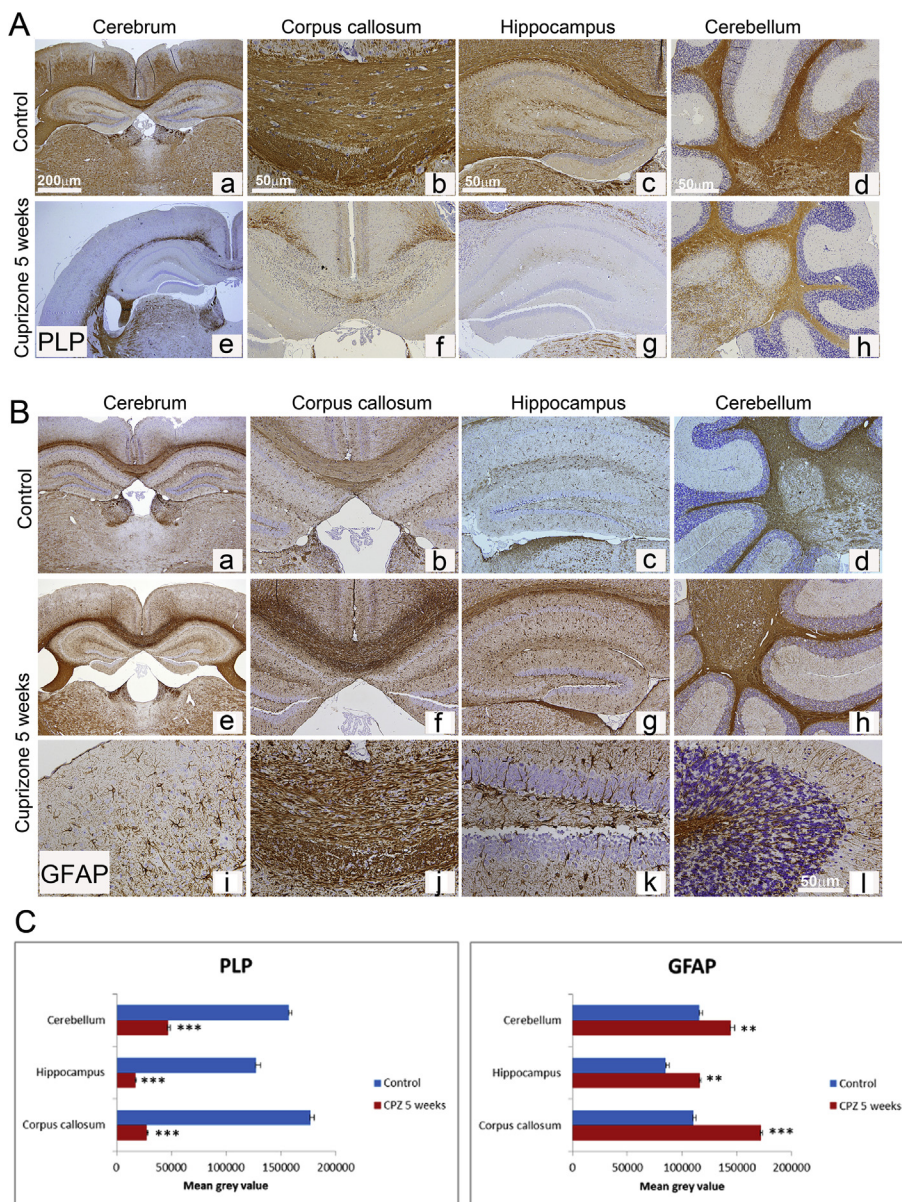 A
Cerebrum Corpus callosum Hippocampus Cerebellum
Control
200μm a
50μm b
50μm c
50μm d
Cuprizone 5 weeks
PLP e
f
g
h
B
Cerebrum Corpus callosum Hippocampus Cerebellum
Control
a
b
c
d
Cuprizone 5 weeks
e
f
g
h
GFAP i
j
k
50μm l
C
PLP
Cerebellum
***
Hippocampus
***
Corpus callosum
***
Control
CPZ 5 weeks
0 50000 100000 150000 200000
Mean grey value
GFAP
Cerebellum
**
Hippocampus
**
Corpus callosum
***
Control
CPZ 5 weeks
0 50000 100000 150000 200000
Mean grey value